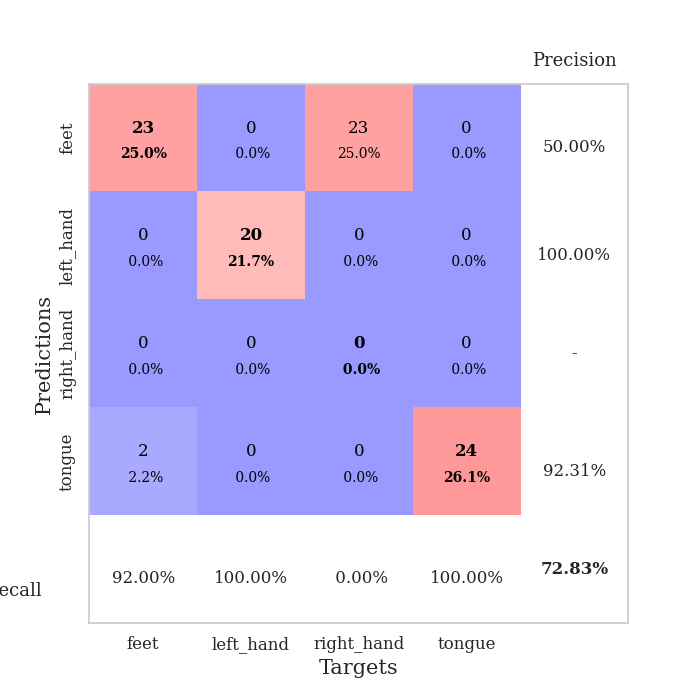 Precision
feet 23 0 23 0 50.00%
25.0% 0.0% 25.0% 0.0%
left_hand 0 20 0 0 100.00%
0.0% 21.7% 0.0% 0.0%
Predictions
right_hand 0 0 0 0 -
0.0% 0.0% 0.0% 0.0%
tongue 2 0 0 24 92.31%
2.2% 0.0% 0.0% 26.1%
ecall 92.00% 100.00% 0.00% 100.00% 72.83%
feet left_hand right_hand tongue
Targets